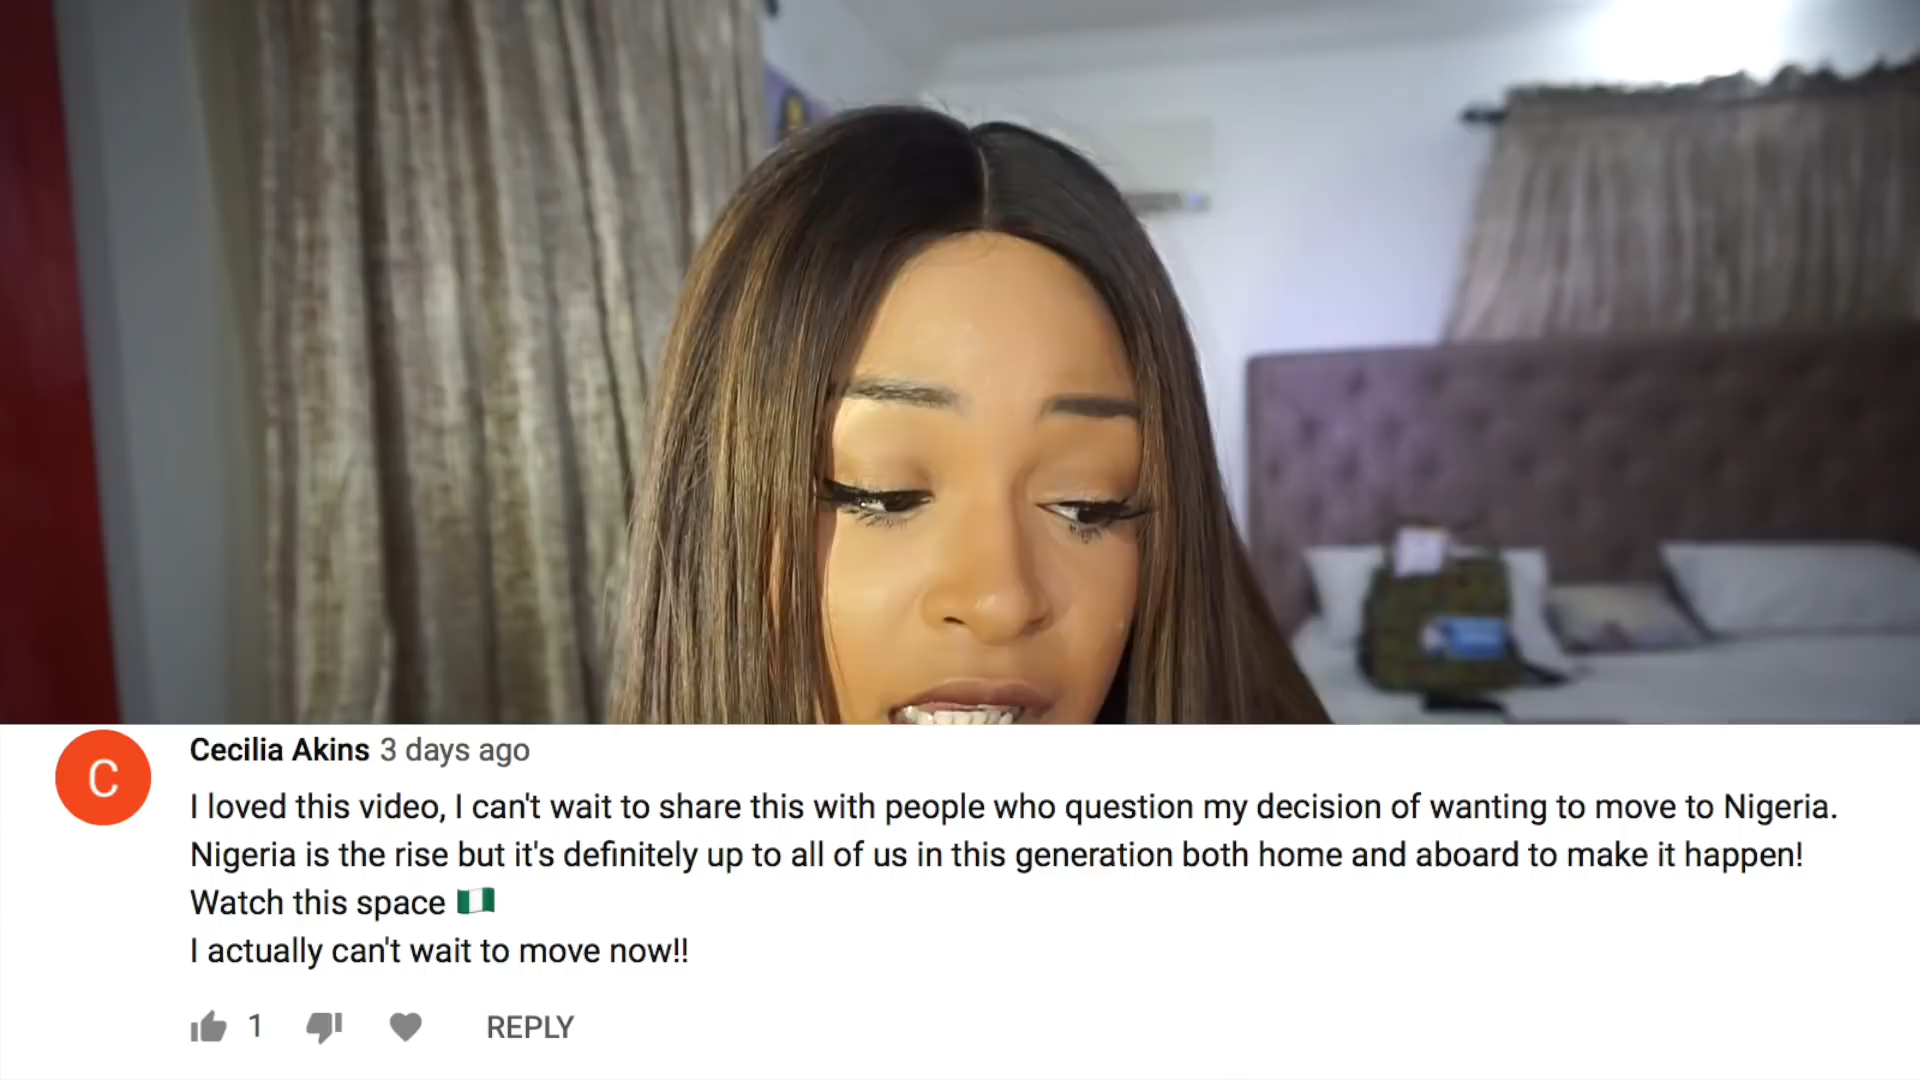 C
Cecilia Akins 3 days ago
I loved this video, I can't wait to share this with people who question my decision of wanting to move to Nigeria.
Nigeria is the rise but it's definitely up to all of us in this generation both home and aboard to make it happen!
Watch this space 🇳🇬
I actually can't wait to move now!!
1 REPLY